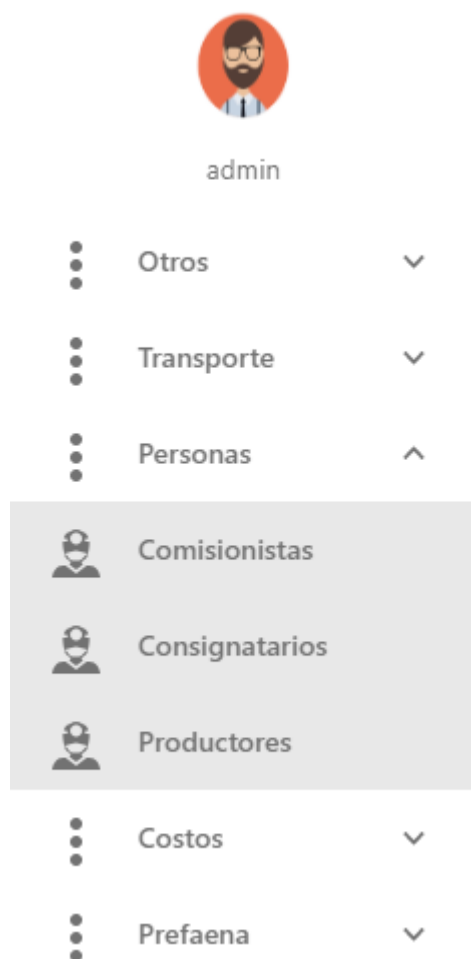 admin
Otros
Transporte
Personas
Comisionistas
Consignatarios
Productores
Costos
Prefaena